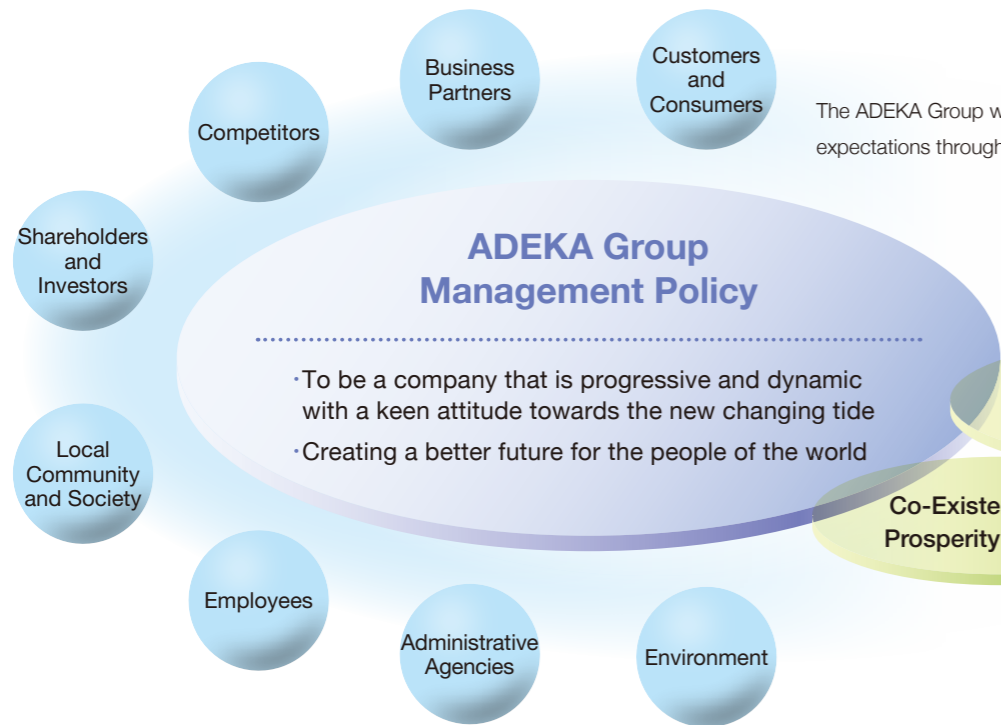 Business
Partners
Customers
and
Consumers
Competitors
The ADEKA Group w
expectations through
Shareholders
and
Investors
ADEKA Group
Management Policy
・To be a company that is progressive and dynamic
with a keen attitude towards the new changing tide
・Creating a better future for the people of the world
Local
Community
and Society
Co-Existe
Prosperity
Employees
Administrative
Agencies
Environment